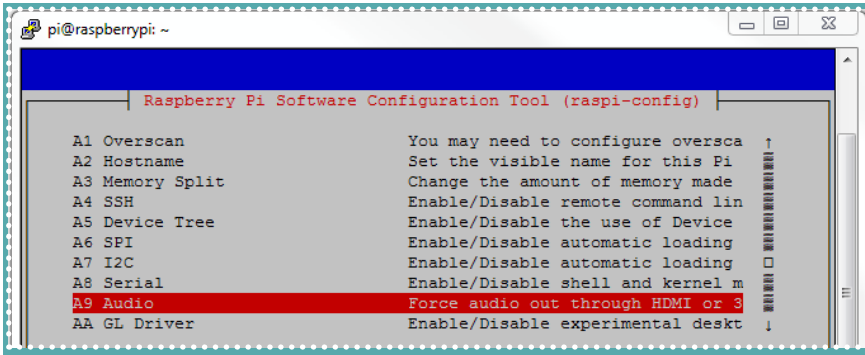 pi@raspberrypi: ~
Raspberry Pi Software Configuration Tool (raspi-config)
A1 Overscan You may need to configure oversca
A2 Hostname Set the visible name for this Pi
A3 Memory Split Change the amount of memory made
A4 SSH Enable/Disable remote command lin
A5 Device Tree Enable/Disable the use of Device
A6 SPI Enable/Disable automatic loading
A7 I2C Enable/Disable automatic loading
A8 Serial Enable/Disable shell and kernel m
A9 Audio Force audio out through HDMI or 3
AA GL Driver Enable/Disable experimental deskt